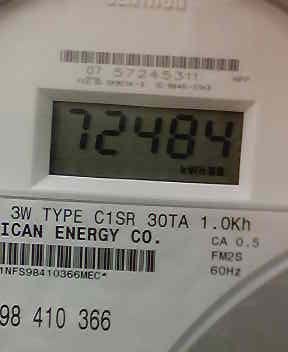 07 57245311
72484
kWh
3W TYPE C1SR 30TA 1.0Kh
ICAN ENERGY CO.
CA 0.5
FM2S
60Hz
1NFS98410366MEC*
98 410 366